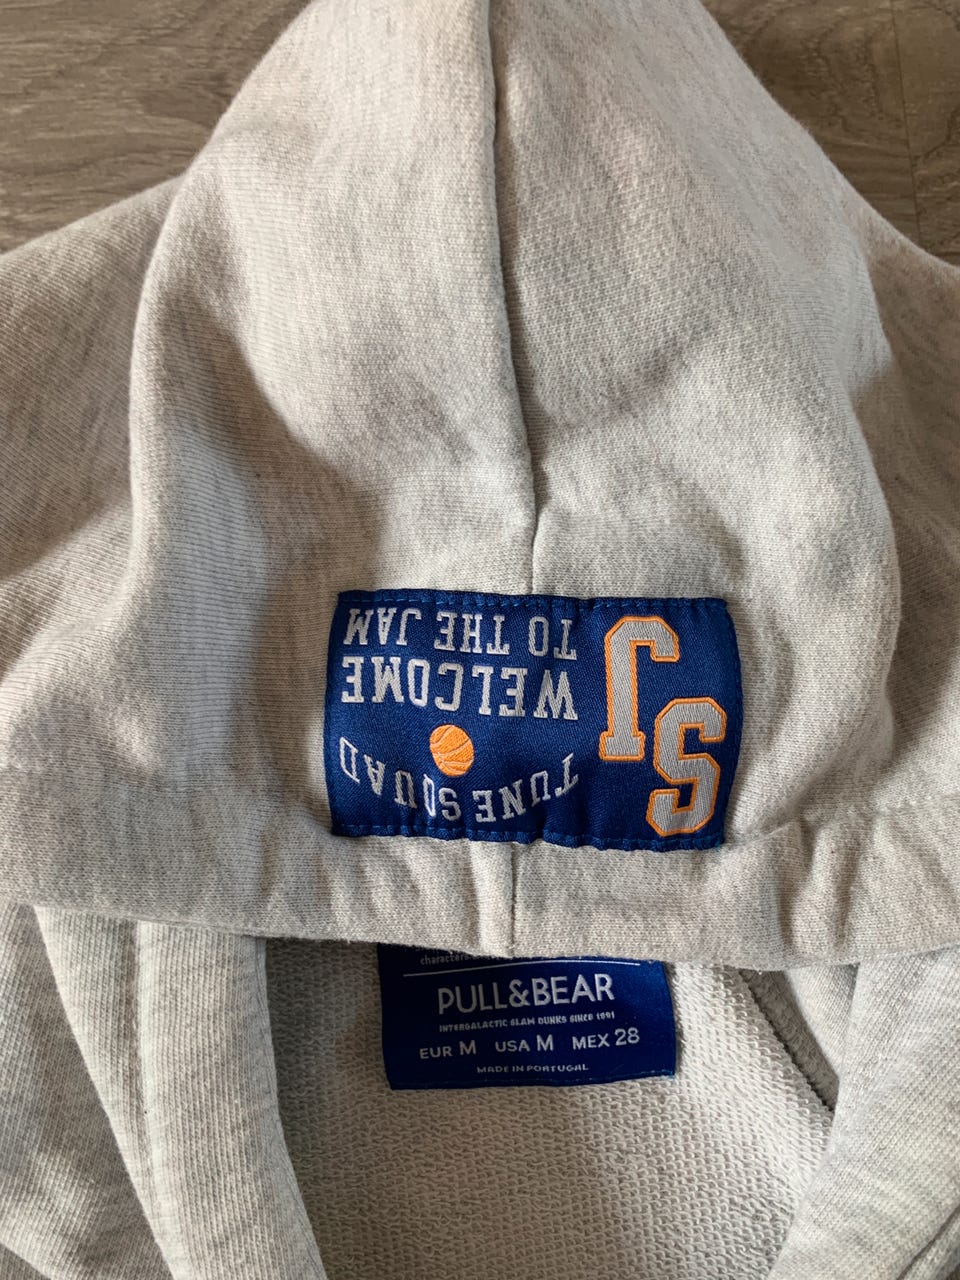 SJ
TUNE SQUAD
WELCOME
TO THE JAM
characters
PULL&BEAR
INTERGALACTIC SLAM DUNKS SINCE 1991
EUR M USA M MEX 28
MADE IN PORTUGAL